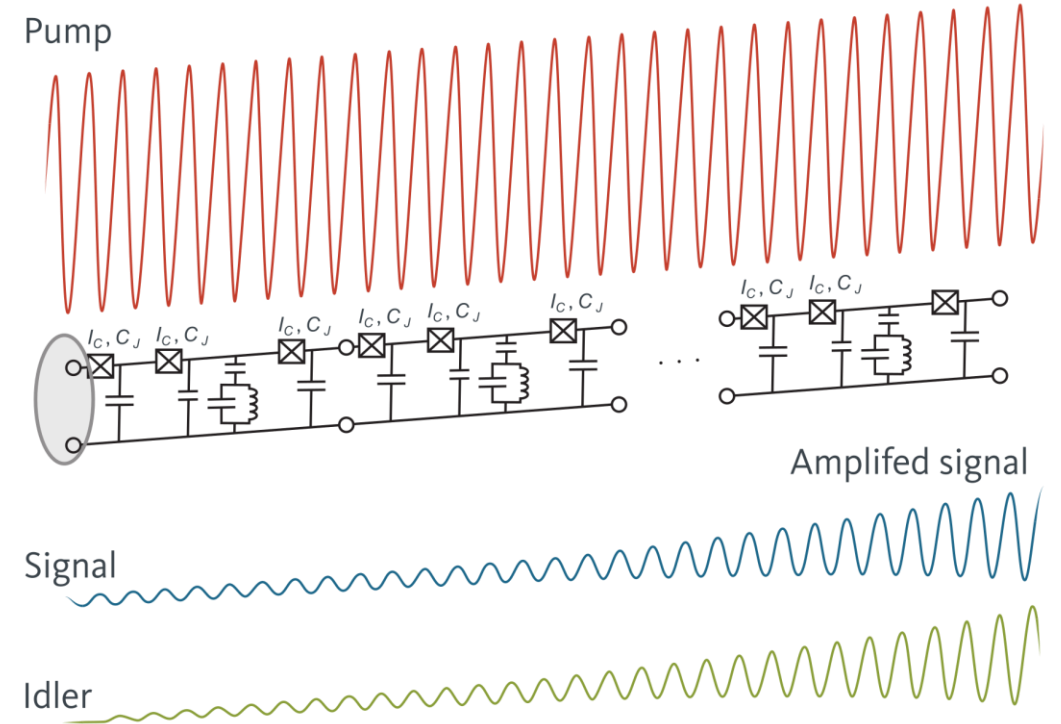 Pump
I_C, C_J I_C, C_J I_C, C_J I_C, C_J I_C, C_J I_C, C_J I_C, C_J I_C, C_J
. . .
Amplifed signal
Signal
Idler